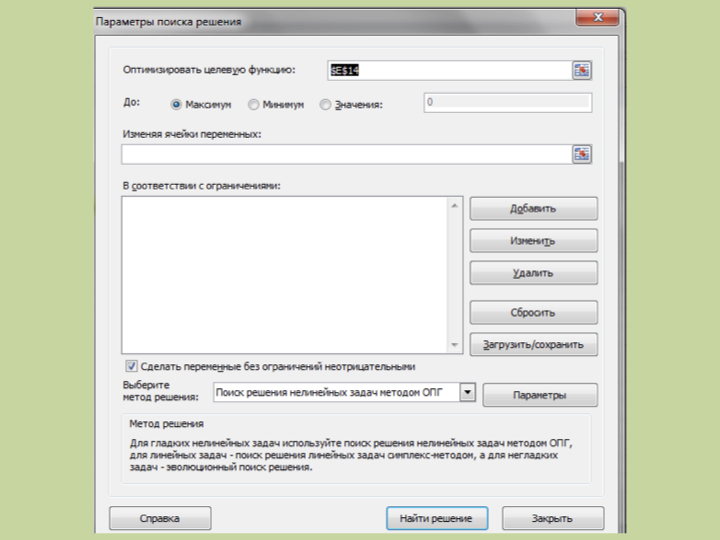 Параметры поиска решения
Оптимизировать целевую функцию: $E$14
До: Максимум Минимум Значения: 0
Изменяя ячейки переменных:
В соответствии с ограничениями:
Добавить
Изменить
Удалить
Сбросить
Загрузить/сохранить
Сделать переменные без ограничений неотрицательными
Выберите
метод решения: Поиск решения нелинейных задач методом ОПГ Параметры
Метод решения
Для гладких нелинейных задач используйте поиск решения нелинейных задач методом ОПГ,
для линейных задач - поиск решения линейных задач симплекс-методом, а для негладких
задач - эволюционный поиск решения.
Справка Найти решение Закрыть